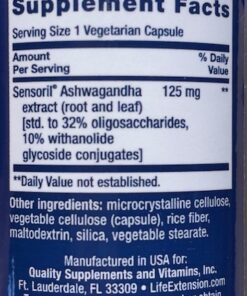 Supplement Facts
Serving Size 1 Vegetarian Capsule
Amount % Daily
Per Serving Value
Sensoril® Ashwagandha 125 mg **
extract (root and leaf)
[std. to 32% oligosaccharides,
10% withanolide
glycoside conjugates]
**Daily Value not established.
Other ingredients: microcrystalline cellulose,
vegetable cellulose (capsule), rice fiber,
maltodextrin, silica, vegetable stearate.
Manufactured in USA for:
Quality Supplements and Vitamins, Inc.
Ft. Lauderdale, FL 33309 • LifeExtension.com